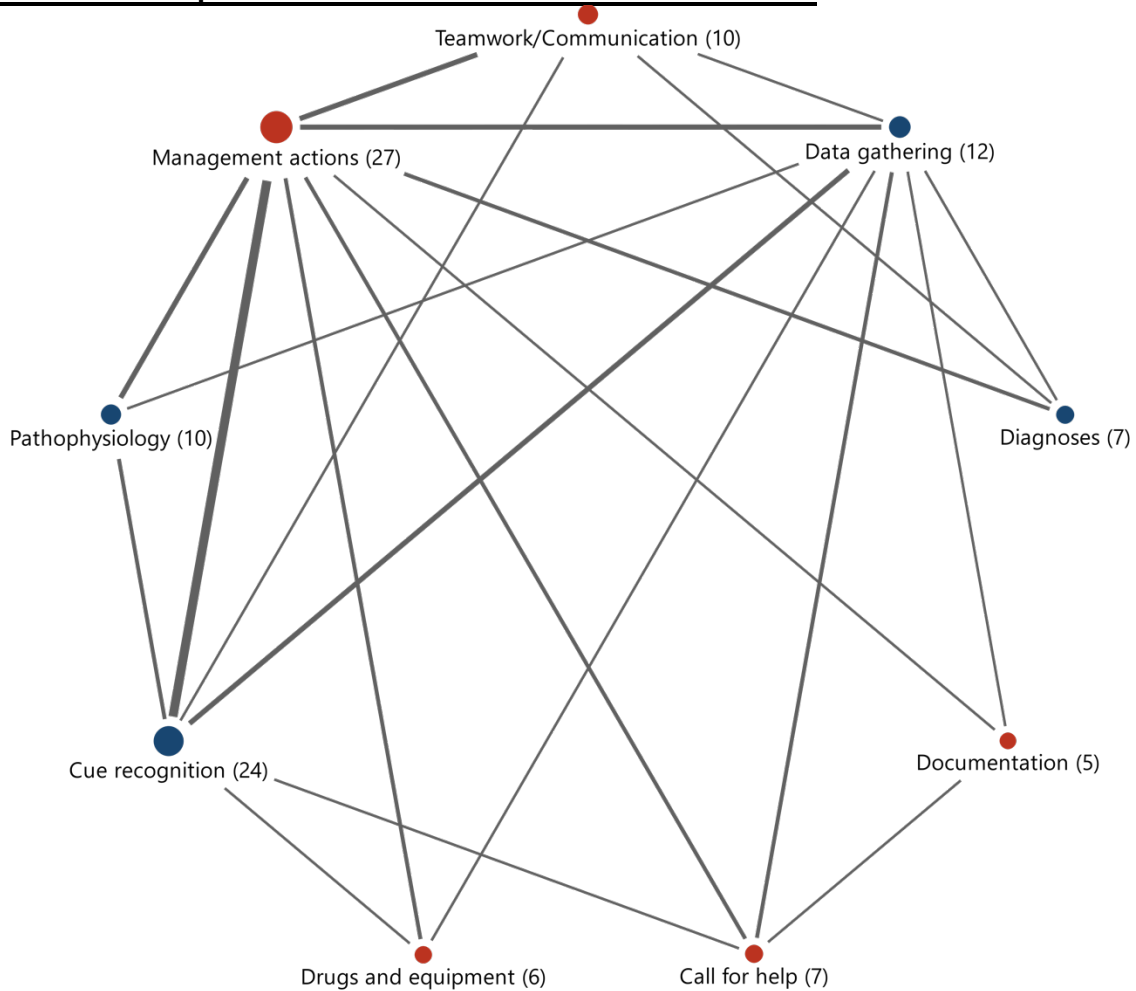 Teamwork/Communication (10)
Management actions (27)
Data gathering (12)
Pathophysiology (10)
Diagnoses (7)
Cue recognition (24)
Documentation (5)
Drugs and equipment (6)
Call for help (7)